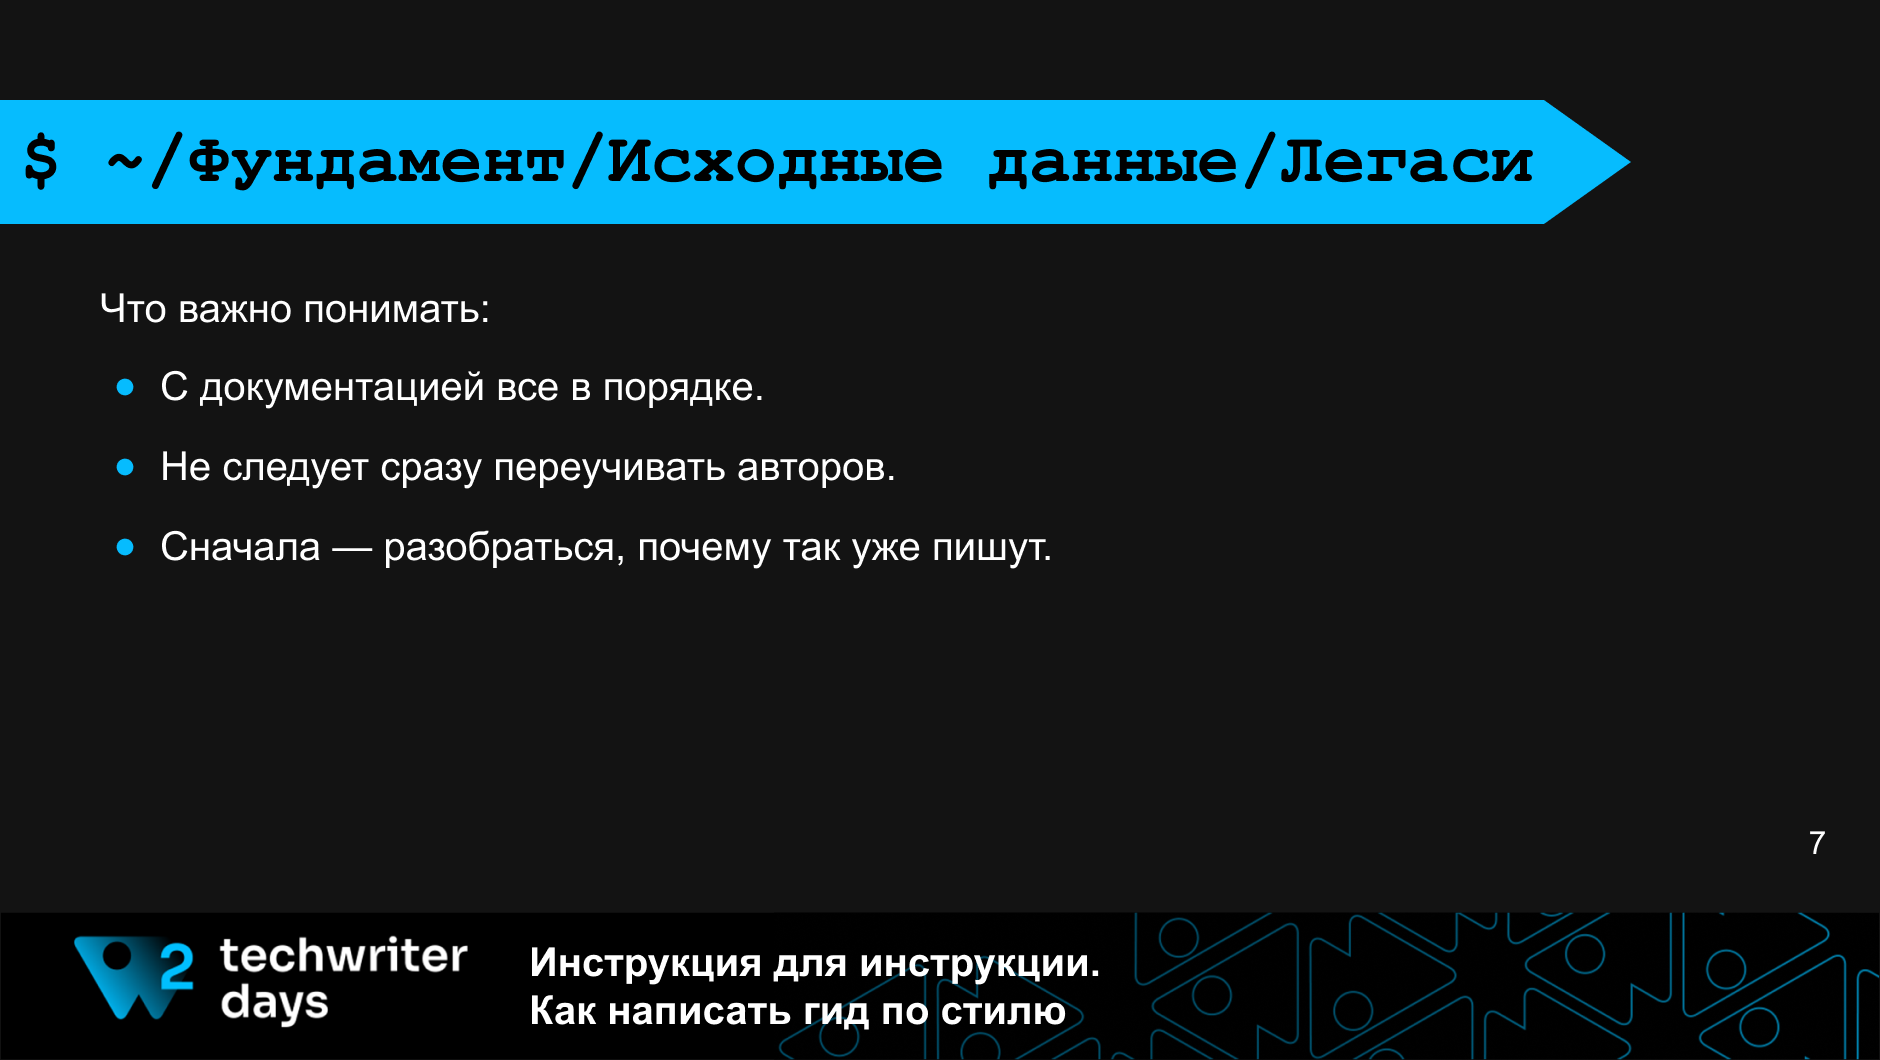 $ ~/Фундамент/Исходные данные/Легаси
Что важно понимать:
● С документацией все в порядке.
● Не следует сразу переучивать авторов.
● Сначала — разобраться, почему так уже пишут.
7
2 techwriter
days
Инструкция для инструкции.
Как написать гид по стилю